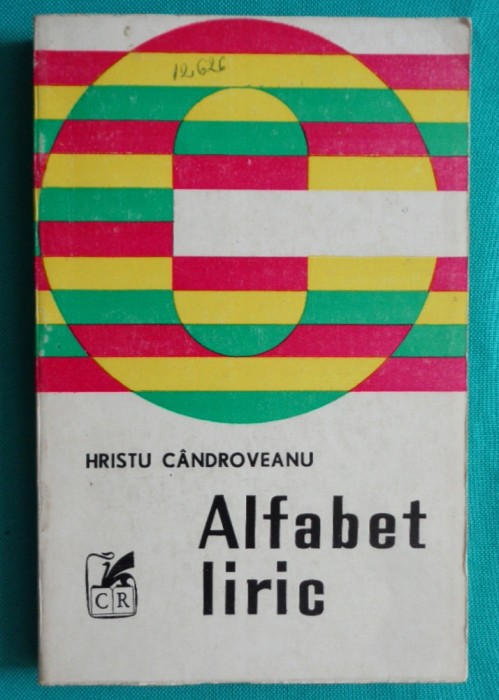 12,626
HRISTU CÂNDROVEANU
Alfabet
liric
CR